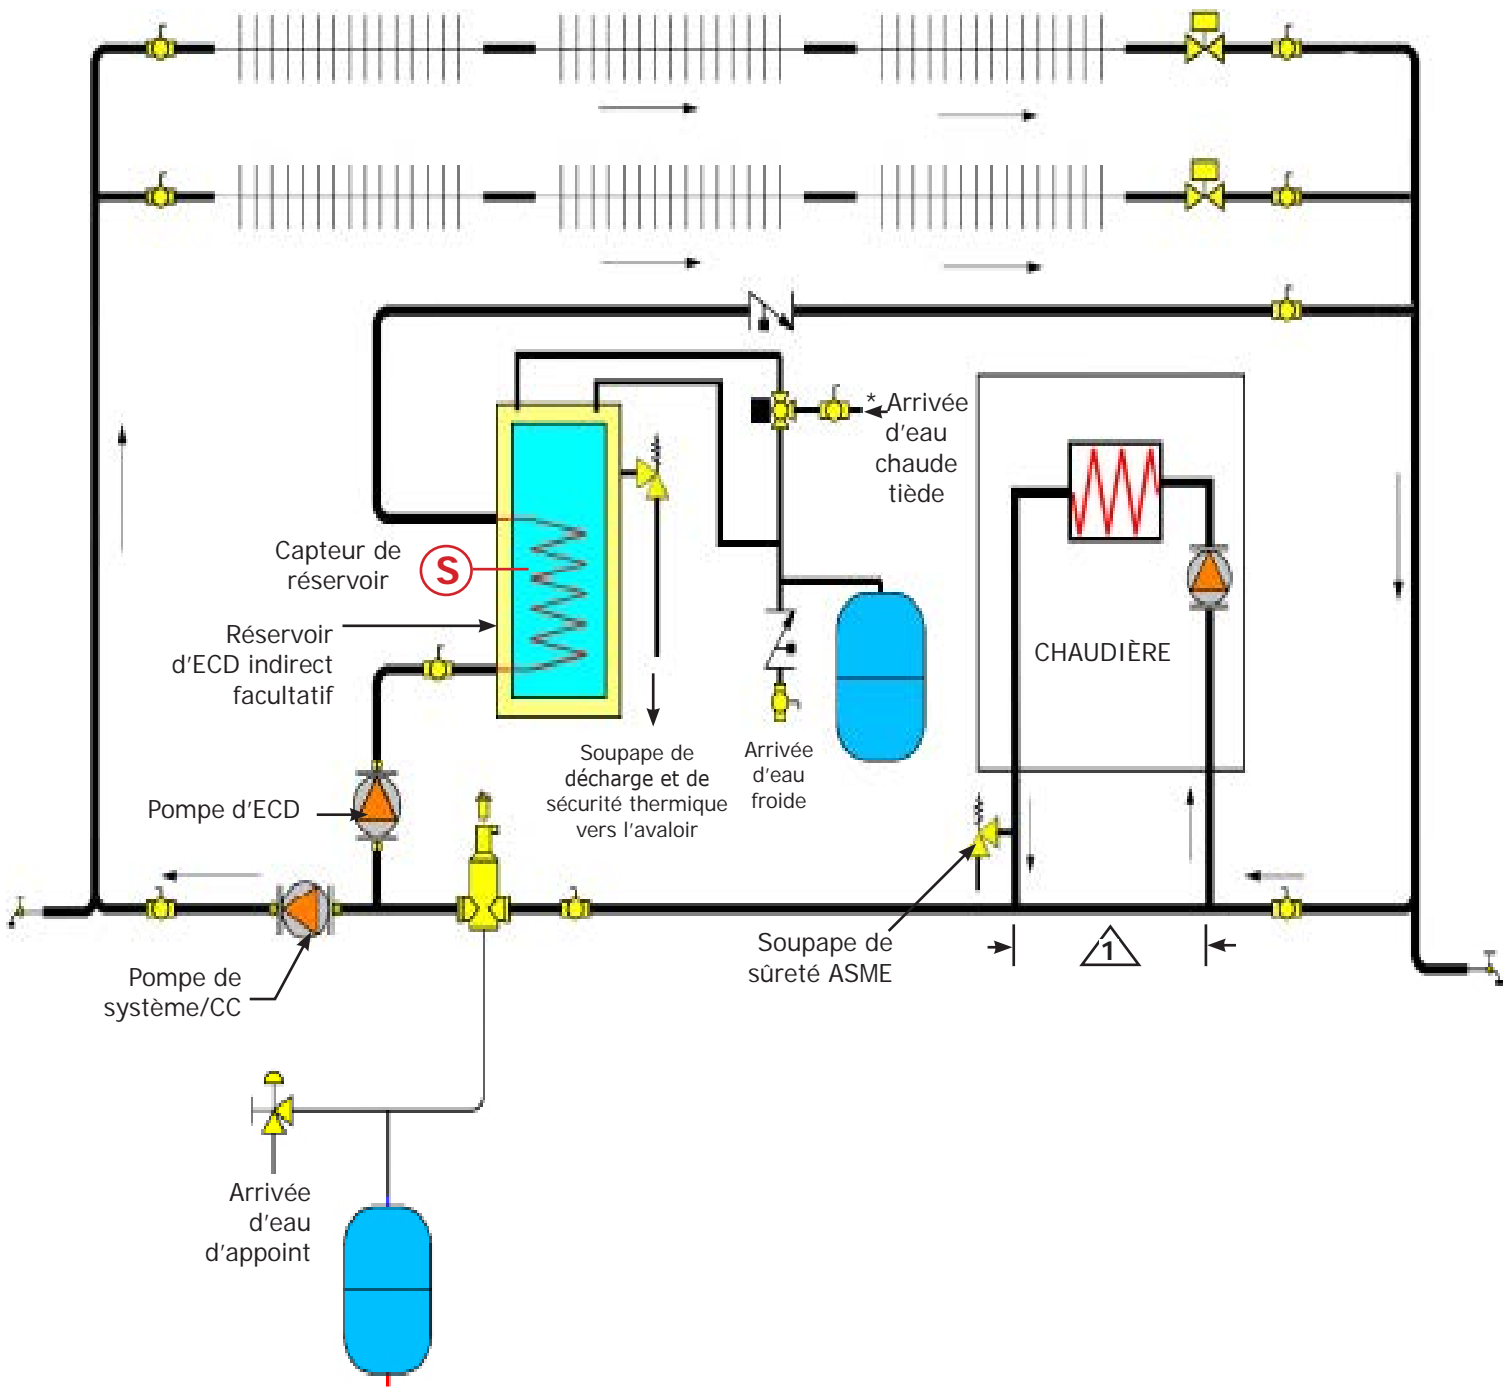 * Arrivée
d'eau
chaude
tiède
Capteur de
réservoir
S
Réservoir
d'ECD indirect
facultatif
CHAUDIÈRE
Soupape de
décharge et de
sécurité thermique
vers l'avaloir
Arrivée
d'eau
froide
Pompe d'ECD
Soupape de
sûreté ASME
1
Pompe de
système/CC
Arrivée
d'eau
d'appoint